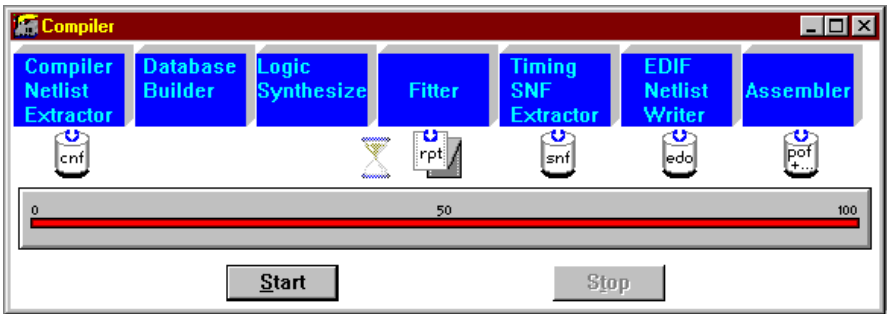 Compiler
Compiler Netlist Extractor
Database Builder
Logic Synthesize
Fitter
Timing SNF Extractor
EDIF Netlist Writer
Assembler
cnf
rpt
snf
edo
pof
+...
0 50 100
Start
Stop